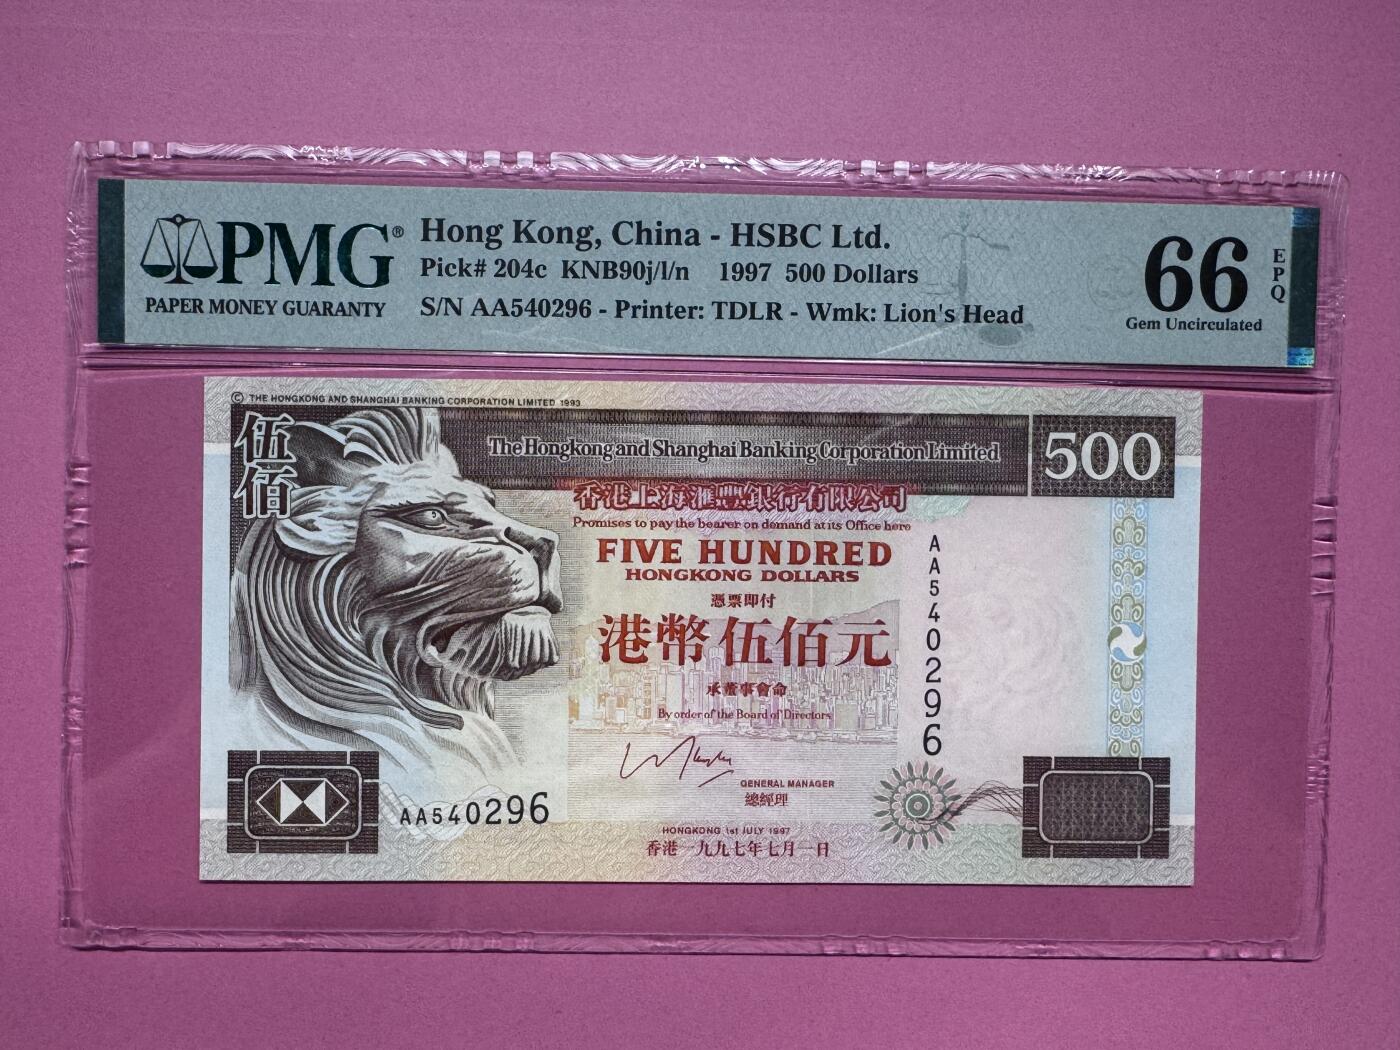 PMG®
PAPER MONEY GUARANTY
Hong Kong, China - HSBC Ltd.
Pick# 204c KNB90j/l/n 1997 500 Dollars
S/N AA540296 - Printer: TDLR - Wmk: Lion's Head
66
EPQ
Gem Uncirculated
© THE HONGKONG AND SHANGHAI BANKING CORPORATION LIMITED 1993
伍佰
The Hongkong and Shanghai Banking Corporation Limited
500
香港上海滙豐銀行有限公司
Promises to pay the bearer on demand at its Office here
FIVE HUNDRED
HONGKONG DOLLARS
憑票即付
港幣伍佰元
承董事會命
By order of the Board of Directors
AA540296
GENERAL MANAGER
總經理
AA540296
HONGKONG 1st JULY 1997
香港一九九七年七月一日